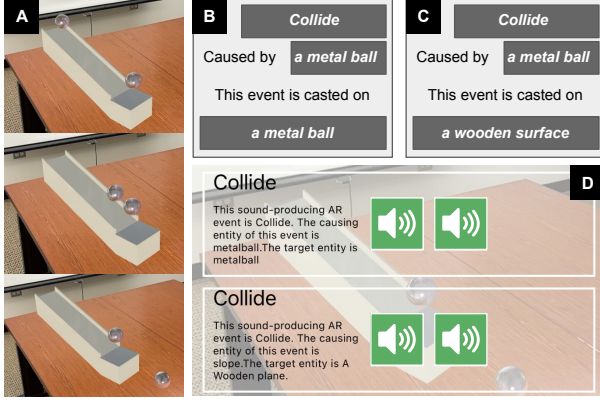 A
B
Collide
Caused by
a metal ball
This event is casted on
a metal ball
C
Collide
Caused by
a metal ball
This event is casted on
a wooden surface
D
Collide
This sound-producing AR
event is Collide. The causing
entity of this event is
metalball.The target entity is
metalball
Collide
This sound-producing AR
event is Collide. The causing
entity of this event is
slope.The target entity is A
Wooden plane.